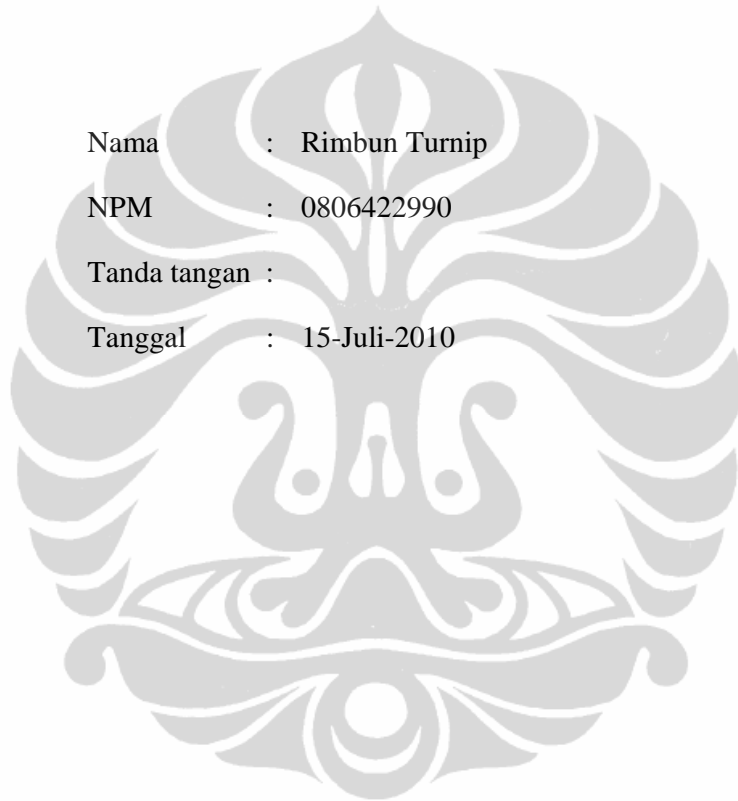 Nama : Rimbun Turnip
NPM : 0806422990
Tanda tangan :
Tanggal : 15-Juli-2010